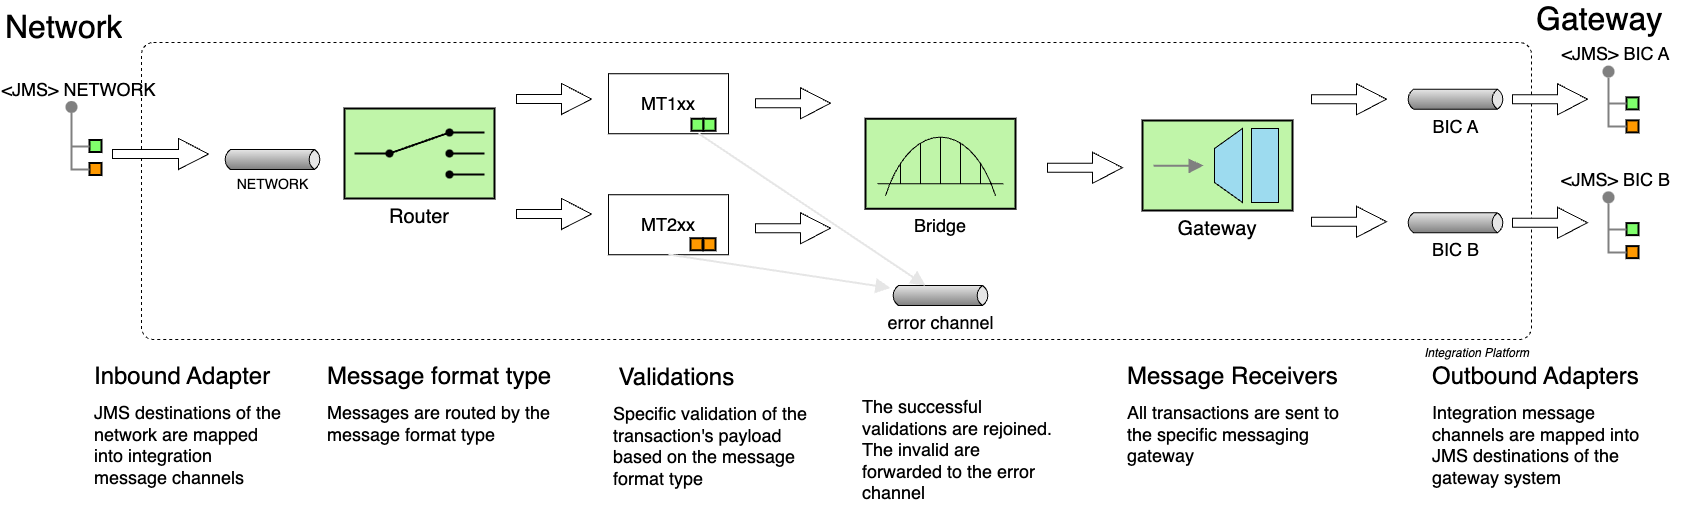 Network
Gateway
<JMS> NETWORK
<JMS> BIC A
MT1xx
BIC A
NETWORK
Router
MT2xx
Bridge
Gateway
<JMS> BIC B
BIC B
error channel
Integration Platform
Inbound Adapter
JMS destinations of the
network are mapped
into integration
message channels
Message format type
Messages are routed by the
message format type
Validations
Specific validation of the
transaction's payload
based on the message
format type
The successful
validations are rejoined.
The invalid are
forwarded to the error
channel
Message Receivers
All transactions are sent to
the specific messaging
gateway
Outbound Adapters
Integration message
channels are mapped into
JMS destinations of the
gateway system